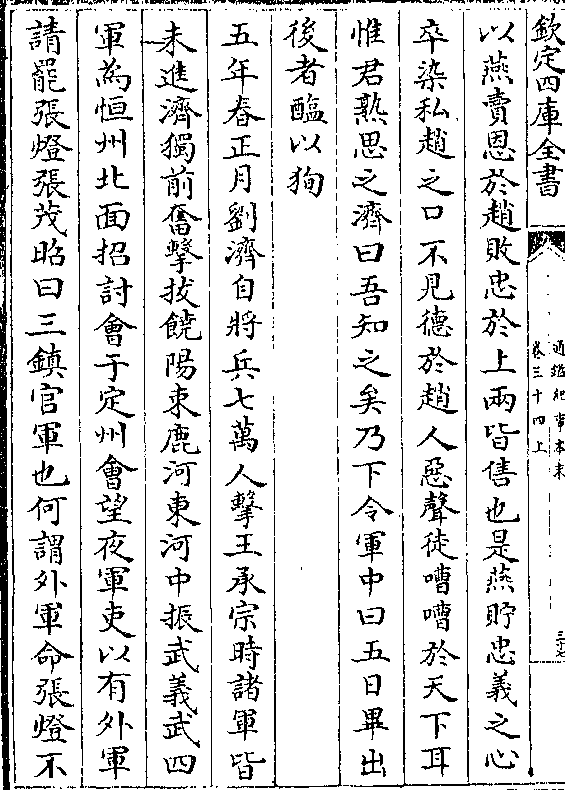 欽定四庫全書
通鑑紀事本末
卷三十四上
三十七
以燕賣恩於趙敗忠於上兩皆售也是燕貯忠義之心
卒染私趙之口不見德於趙人惡聲徒嘈嘈於天下耳
惟君熟思之濟曰吾知之矣乃下令軍中曰五日畢出
後者醢以狥
五年春正月劉濟自將兵七萬人擊王承宗時諸軍皆
未進濟獨前奮擊拔饒陽束鹿河東河中振武義武四
軍為恒州北面招討會于定州會望夜軍吏以有外軍
請罷張燈張茂昭曰三鎮官軍也何謂外軍命張燈不